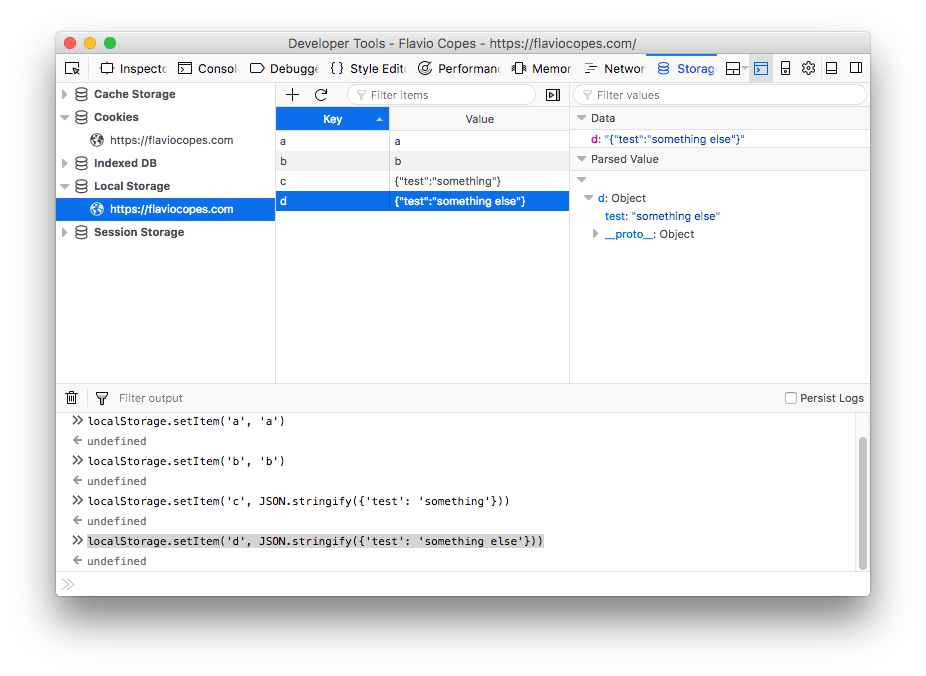 Developer Tools - Flavio Copes - https://flaviocopes.com/
Inspecto Consol Debugge { } Style Edit Performan Memor Networ Storag
Cache Storage
Cookies
https://flaviocopes.com
Indexed DB
Local Storage
https://flaviocopes.com
Session Storage
Filter items
Key Value
a a
b b
c {"test":"something"}
d {"test":"something else"}
Filter values
Data
d: "{"test":"something else"}"
Parsed Value
d: Object
test: "something else"
__proto__: Object
Filter output Persist Logs
localStorage.setItem('a', 'a')
undefined
localStorage.setItem('b', 'b')
undefined
localStorage.setItem('c', JSON.stringify({'test': 'something'}))
undefined
localStorage.setItem('d', JSON.stringify({'test': 'something else'}))
undefined